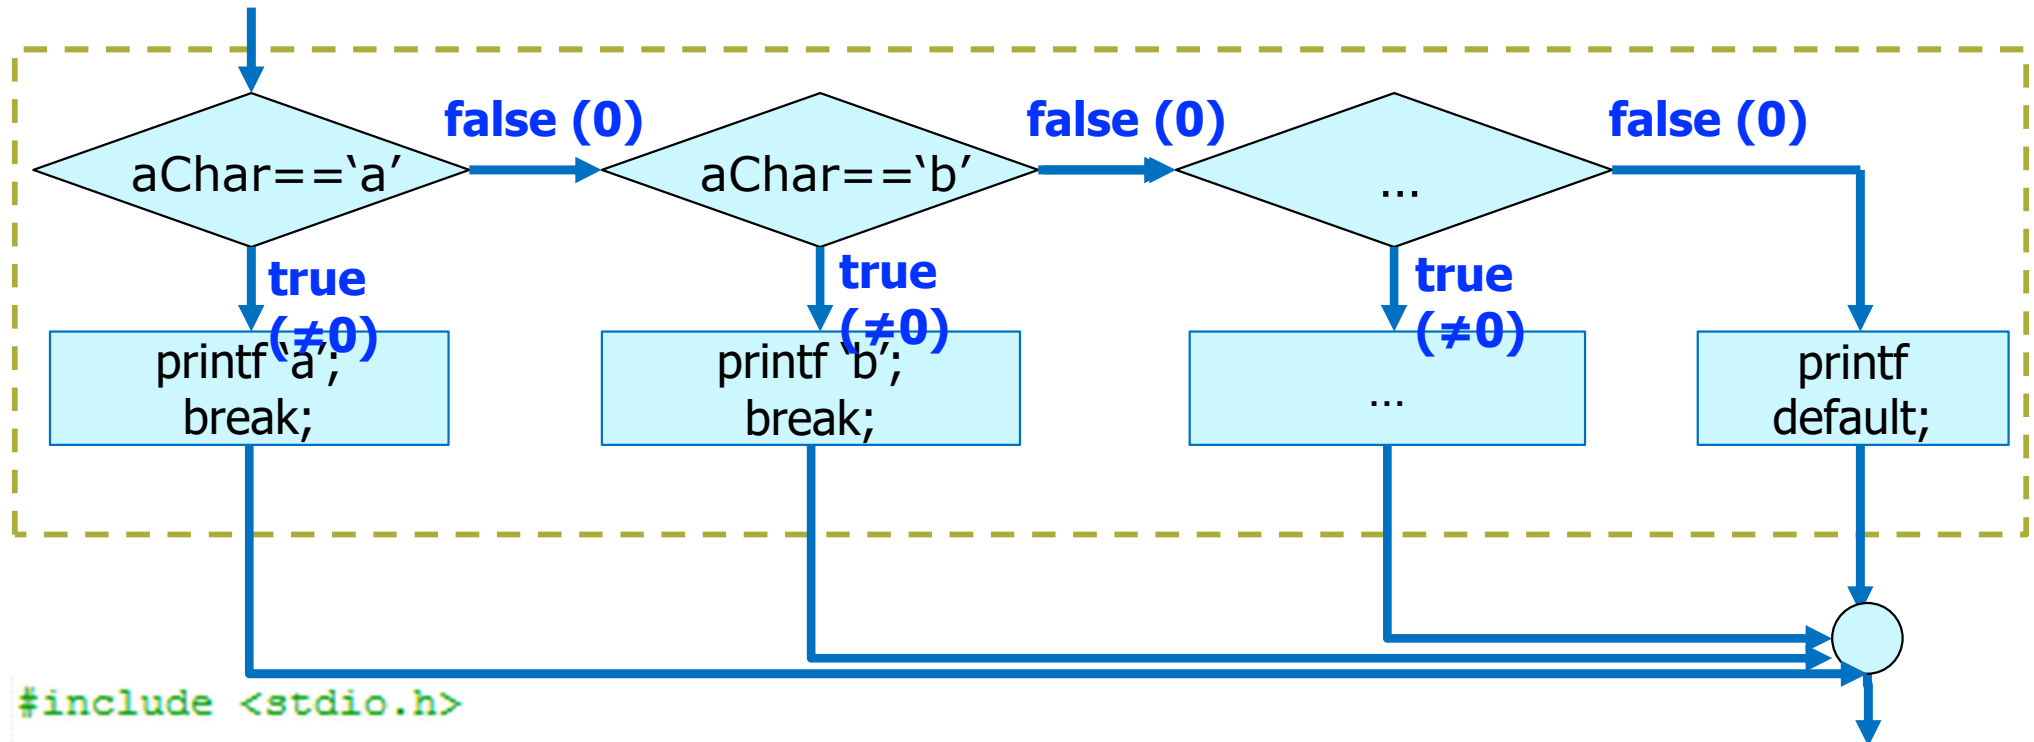 false (0)
false (0)
false (0)
aChar==‘a’
aChar==‘b’
...
true
(≠0)
true
(≠0)
true
(≠0)
printf ‘a’;
break;
printf ‘b’;
break;
...
printf
default;
#include <stdio.h>